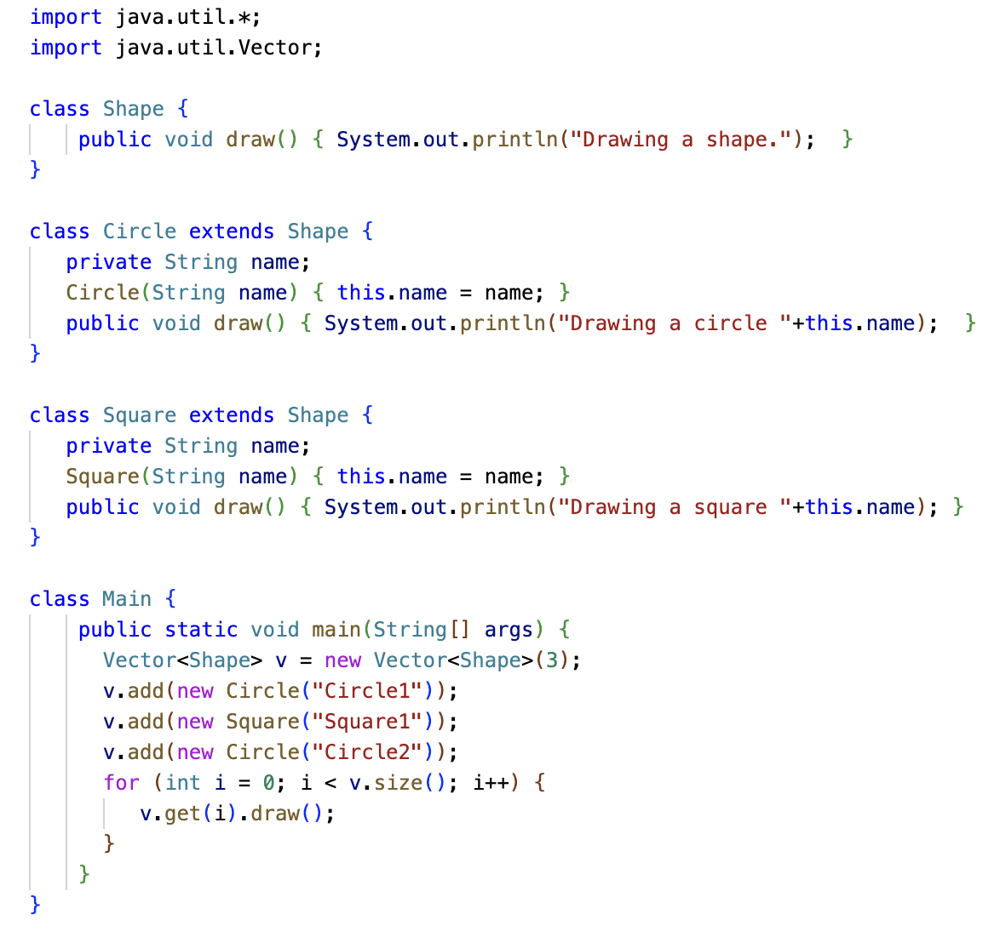 import java.util.*;
import java.util.Vector;
class Shape {
public void draw() { System.out.println("Drawing a shape.");  }
}
class Circle extends Shape {
private String name;
Circle(String name) { this.name = name; }
public void draw() { System.out.println("Drawing a circle "+this.name);  }
}
class Square extends Shape {
private String name;
Square(String name) { this.name = name; }
public void draw() { System.out.println("Drawing a square "+this.name); }
}
class Main {
public static void main(String[] args) {
Vector<Shape> v = new Vector<Shape>(3);
v.add(new Circle("Circle1"));
v.add(new Square("Square1"));
v.add(new Circle("Circle2"));
for (int i = 0; i < v.size(); i++) {
v.get(i).draw();
}
}
}